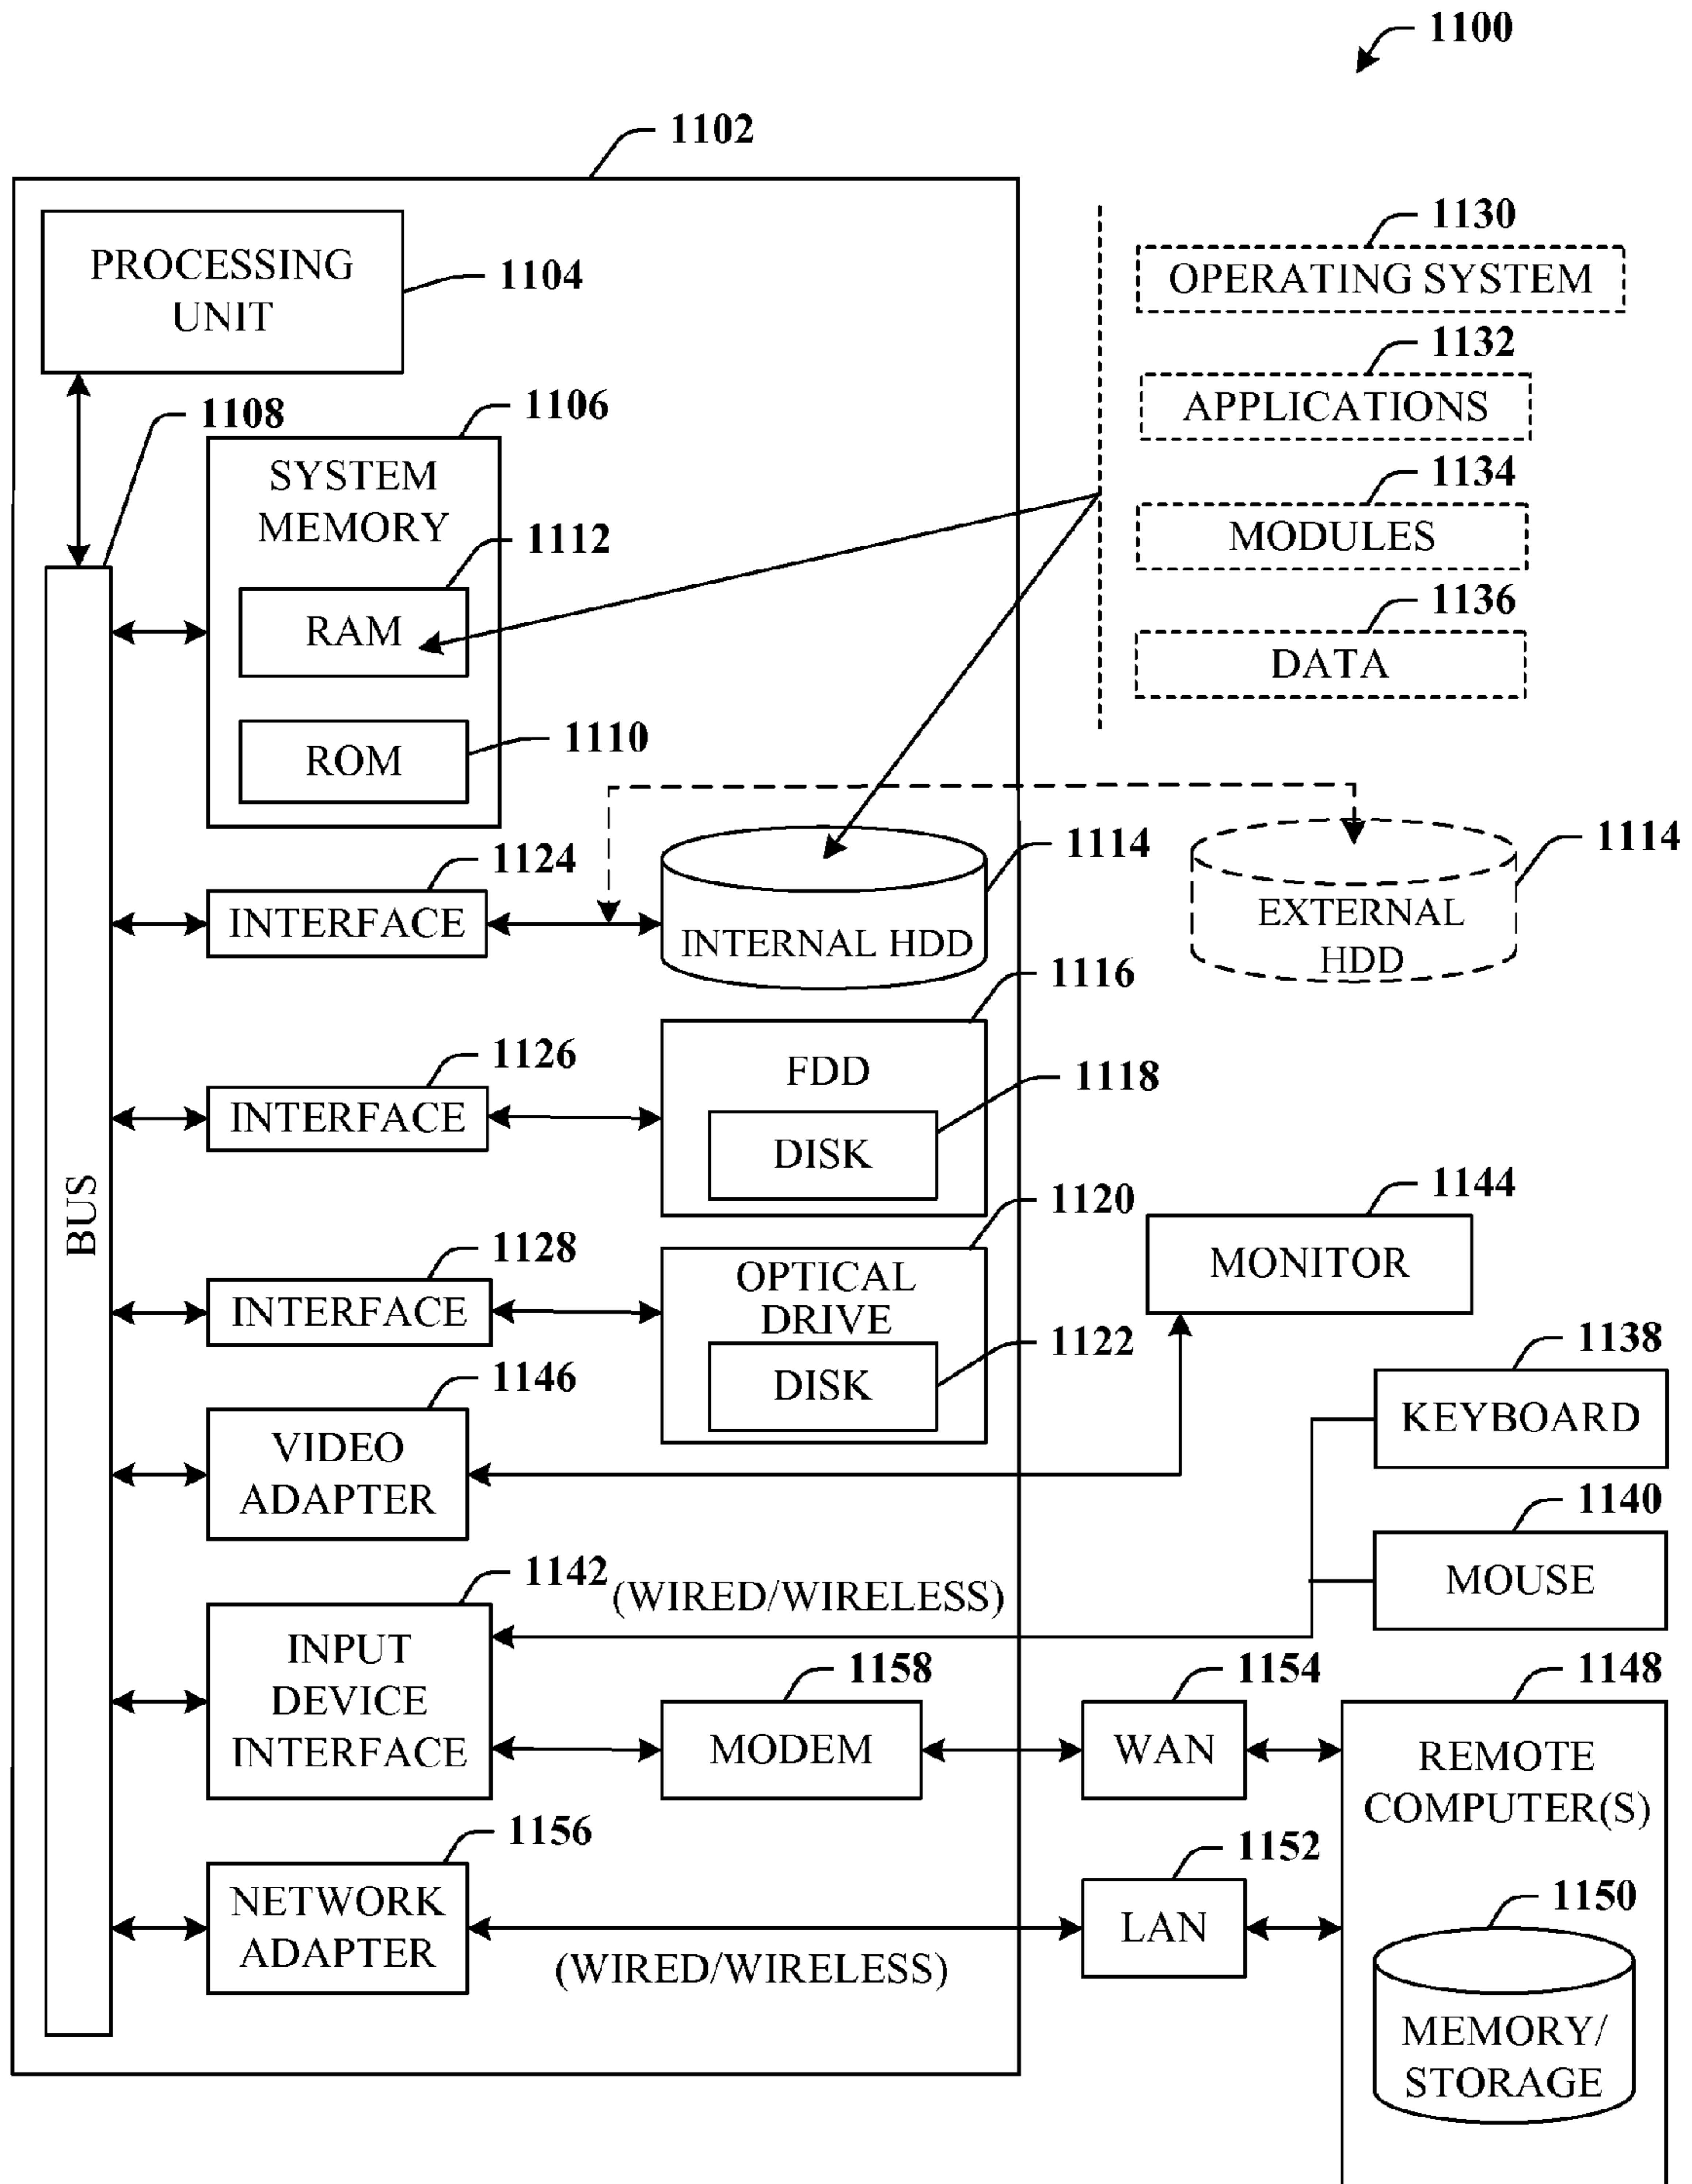 1100
1102
PROCESSING
UNIT
1104
1130
OPERATING SYSTEM
1132
APPLICATIONS
1134
MODULES
1136
DATA
1108
1106
SYSTEM
MEMORY
1112
RAM
1110
ROM
1124
INTERFACE
1114
INTERNAL HDD
1114
EXTERNAL
HDD
1116
FDD
1126
INTERFACE
1118
DISK
BUS
1120
OPTICAL
DRIVE
1128
INTERFACE
1122
DISK
1144
MONITOR
1146
VIDEO
ADAPTER
1138
KEYBOARD
1140
MOUSE
1142
(WIRED/WIRELESS)
INPUT
DEVICE
INTERFACE
1158
MODEM
1154
WAN
1148
REMOTE
COMPUTER(S)
1156
NETWORK
ADAPTER
(WIRED/WIRELESS)
1152
LAN
1150
MEMORY/
STORAGE